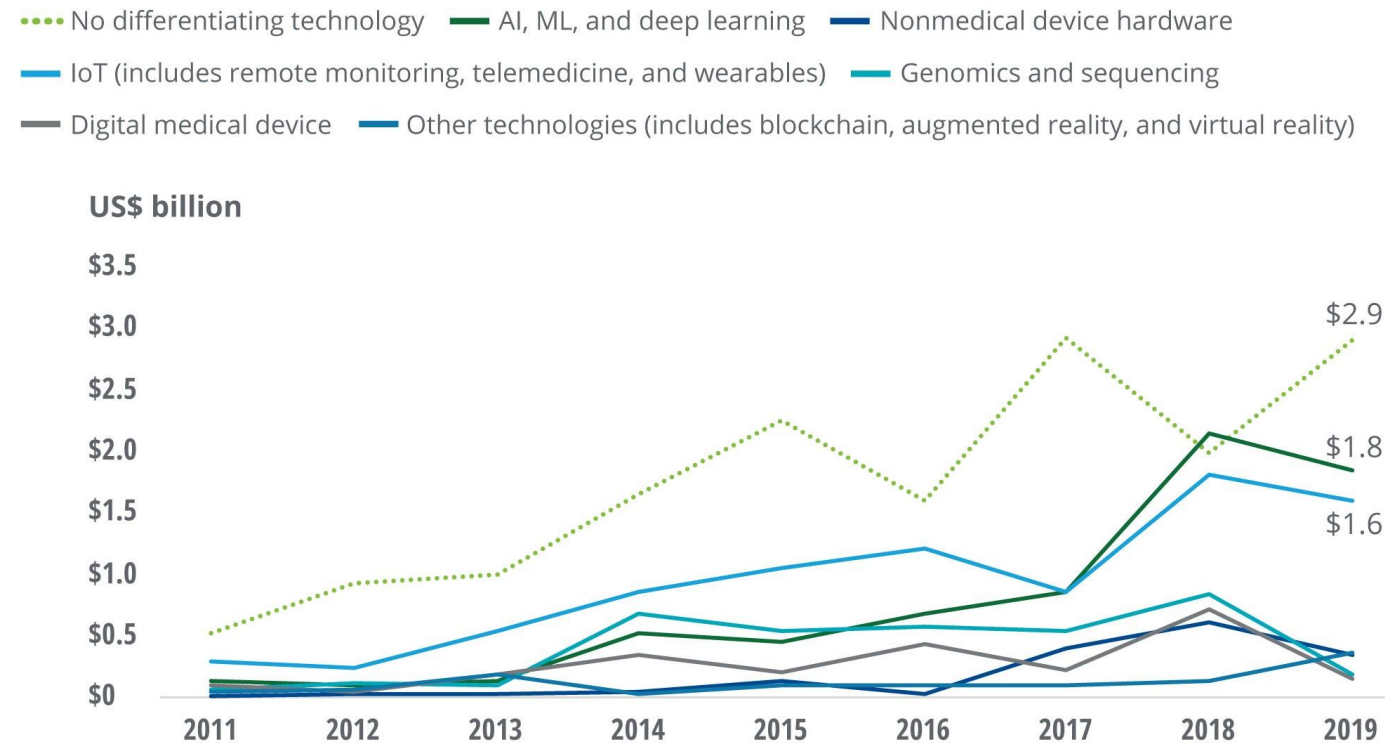 No differentiating technology AI, ML, and deep learning Nonmedical device hardware
IoT (includes remote monitoring, telemedicine, and wearables) Genomics and sequencing
Digital medical device Other technologies (includes blockchain, augmented reality, and virtual reality)
US$ billion
$3.5
$3.0
$2.9
$2.5
$2.0
$1.8
$1.5
$1.6
$1.0
$0.5
$0
2011 2012 2013 2014 2015 2016 2017 2018 2019